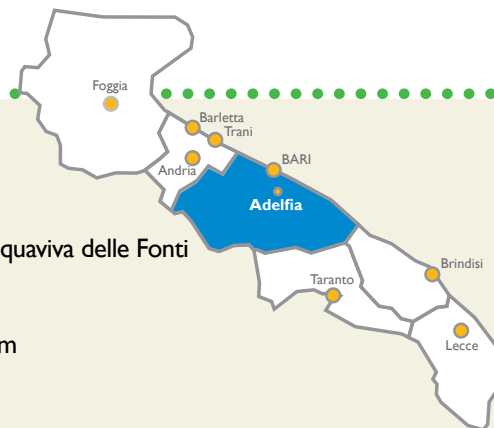 Foggia
Barletta
Trani
Andria
BARI
Adelfia
quaviva delle Fonti
Brindisi
Taranto
m
Lecce